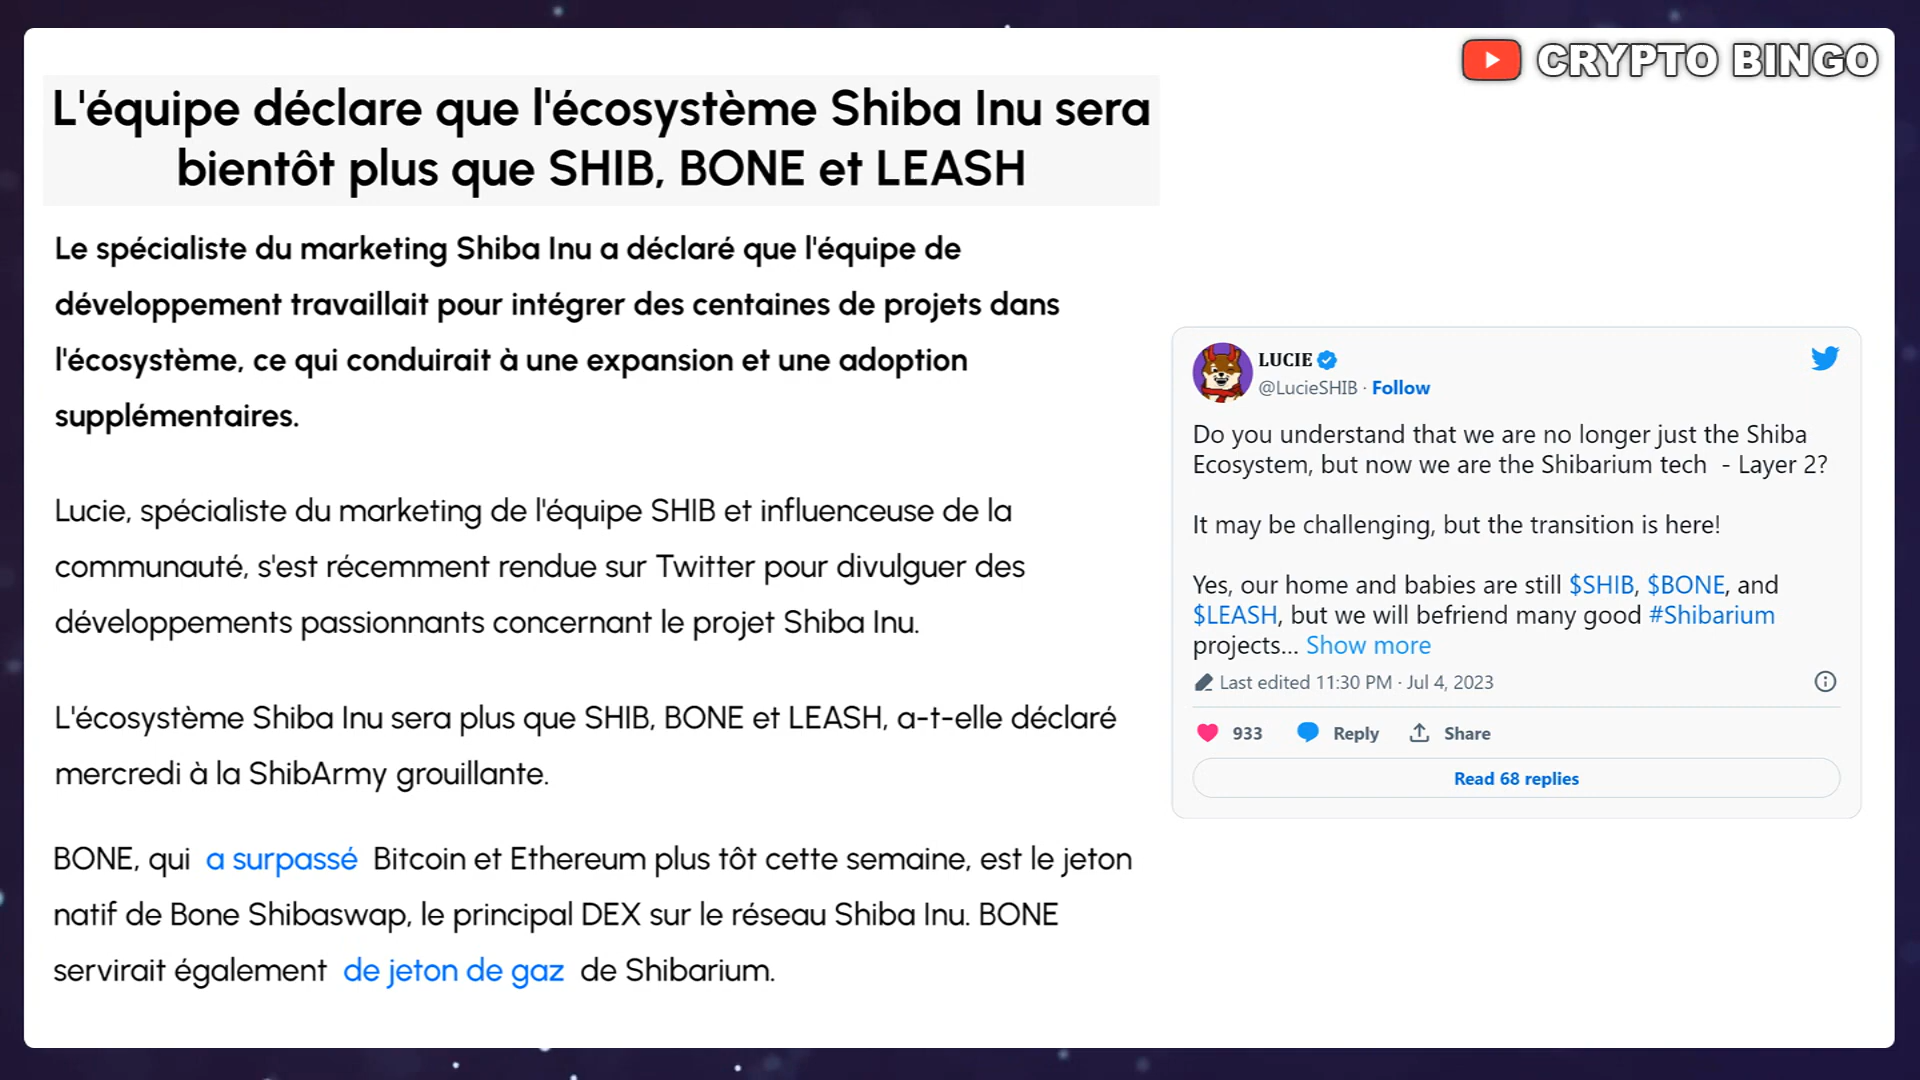 CRYPTO BINGO
L'équipe déclare que l'écosystème Shiba Inu sera
bientôt plus que SHIB, BONE et LEASH
Le spécialiste du marketing Shiba Inu a déclaré que l'équipe de
développement travaillait pour intégrer des centaines de projets dans
l'écosystème, ce qui conduirait à une expansion et une adoption
supplémentaires.
Lucie, spécialiste du marketing de l'équipe SHIB et influenceuse de la
communauté, s'est récemment rendue sur Twitter pour divulguer des
développements passionnants concernant le projet Shiba Inu.
L'écosystème Shiba Inu sera plus que SHIB, BONE et LEASH, a-t-elle déclaré
mercredi à la ShibArmy grouillante.
BONE, qui a surpassé Bitcoin et Ethereum plus tôt cette semaine, est le jeton
natif de Bone Shibaswap, le principal DEX sur le réseau Shiba Inu. BONE
servirait également de jeton de gaz de Shibarium.
LUCIE
@LucieSHIB · Follow
Do you understand that we are no longer just the Shiba
Ecosystem, but now we are the Shibarium tech - Layer 2?
It may be challenging, but the transition is here!
Yes, our home and babies are still $SHIB, $BONE, and
$LEASH, but we will befriend many good #Shibarium
projects... Show more
Last edited 11:30 PM · Jul 4, 2023
933 Reply Share
Read 68 replies